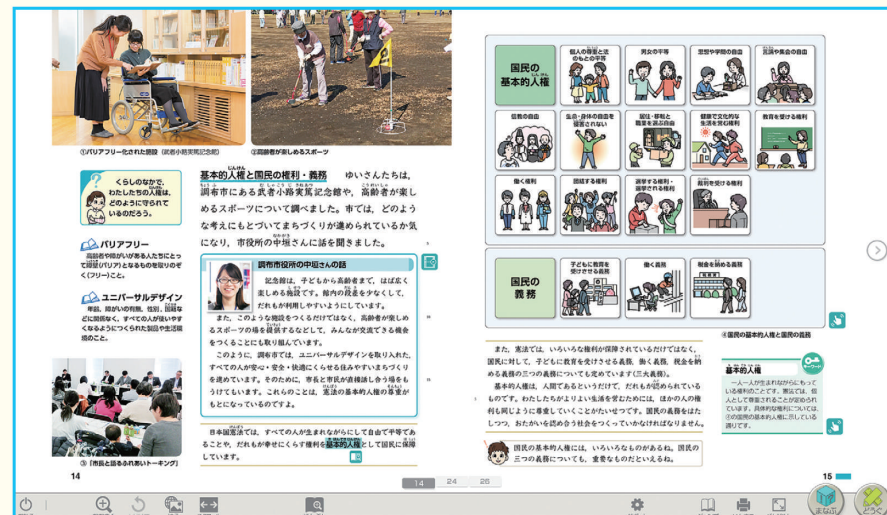 ①バリアフリー化された施設（武者小路実篤記念館）
②高齢者が楽しめるスポーツ
くらしのなかで、
わたしたちの人権は、
どのように守られて
いるのだろう。
バリアフリー
高齢者や障がいがある人たちにとっ
て障壁（バリア）となるものを取りのぞ
く（フリー）こと。
ユニバーサルデザイン
年齢、障がいの有無、性別、国籍な
どに関係なく、すべての人が使いやす
くなるようにつくられた製品や生活環
境のこと。
③「市長と語るふれあいトーキング」
基本的人権と国民の権利・義務　ゆいさんたちは、
調布市にある武者小路実篤記念館や、高齢者が楽し
めるスポーツについて調べました。市では、どのよう
な考えにもとづいてまちづくりが進められているか気
になり、市役所の中垣さんに話を聞きました。
調布市役所の中垣さんの話
記念館は、子どもから高齢者まで、はば広く
楽しめる施設です。館内の段差を少なくして、
だれもが利用しやすいようにしています。
また、このような施設をつくるだけではなく、高齢者が楽し
めるスポーツの場を提供するなどして、みんなが交流できる機会
をつくることにも取り組んでいます。
このように、調布市では、ユニバーサルデザインを取り入れた、
すべての人が安心・安全・快適にくらせる住みやすいまちづくり
を進めています。そのために、市長と市民が直接話し合う場をも
うけてもいます。これらのことは、憲法の基本的人権の尊重が
もとになっているのですよ。
日本国憲法では、すべての人が生まれながらにして自由で平等であ
ることや、だれもが幸せにくらす権利を基本的人権として国民に保障
しています。
14
国民の
基本的人権
個人の尊重と法
のもとの平等
男女の平等
思想や学問の自由
言論や集会の自由
信教の自由
生命・身体の自由を
侵害されない
居住・移転と
職業を選ぶ自由
健康で文化的な
生活を営む権利
教育を受ける権利
働く権利
団結する権利
選挙する権利・
選挙される権利
裁判を受ける権利
国民の
義務
子どもに教育を
受けさせる義務
働く義務
税金を納める義務
④国民の基本的人権と国民の義務
また、憲法では、いろいろな権利が保障されているだけではなく、
国民に対して、子どもに教育を受けさせる義務、働く義務、税金を納
める義務の三つの義務についても定めています（三大義務）。
基本的人権は、人間であるというだけで、だれもが認められている
ものです。わたしたちがよりよい生活を営むためには、ほかの人の権
利も同じように尊重していくことがたいせつです。国民の義務をはた
しつつ、おたがいを認め合う社会をつくっていかなければなりません。
国民の基本的人権には、いろいろなものがあるね。国民の
三つの義務についても、重要なものだといえるね。
キーワード
基本的人権
一人一人が生まれながらにもって
いる権利のことです。憲法では、個
人として尊重されることが定められ
ています。具体的な権利については、
④の国民の基本的人権に示している
通りです。
15
14 24 26
まなぶ
どうぐ